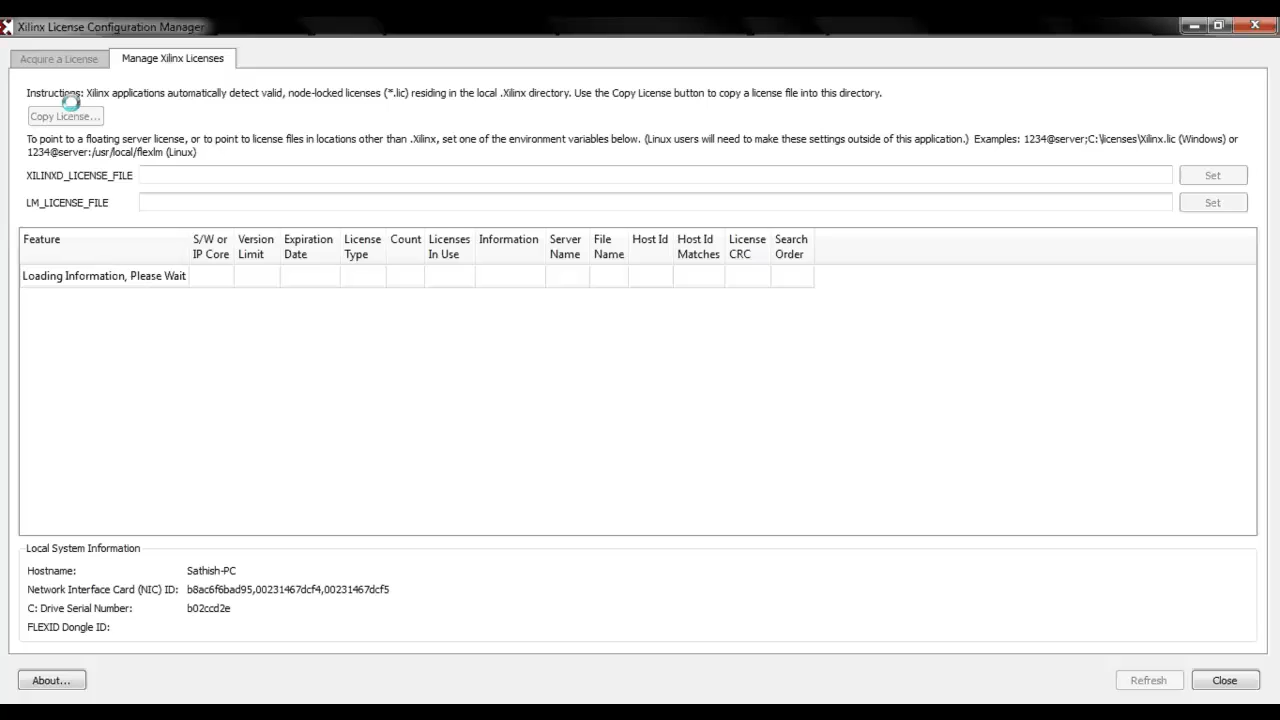 Xilinx License Configuration Manager
Acquire a License
Manage Xilinx Licenses
Instructions: Xilinx applications automatically detect valid, node-locked licenses (*.lic) residing in the local .Xilinx directory. Use the Copy License button to copy a license file into this directory.
Copy License...
To point to a floating server license, or to point to license files in locations other than .Xilinx, set one of the environment variables below. (Linux users will need to make these settings outside of this application.) Examples: 1234@server;C:\licenses\Xilinx.lic (Windows) or
1234@server:/usr/local/flexlm (Linux)
XILINXD_LICENSE_FILE
Set
LM_LICENSE_FILE
Set
Feature S/W or Version Expiration License Count Licenses Information Server File Host Id Host Id License Search
IP Core Limit Date Type In Use Name Name Matches CRC Order
Loading Information, Please Wait
Local System Information
Hostname: Sathish-PC
Network Interface Card (NIC) ID: b8ac6f6bad95,00231467dcf4,00231467dcf5
C: Drive Serial Number: b02ccd2e
FLEXID Dongle ID:
About...
Refresh
Close